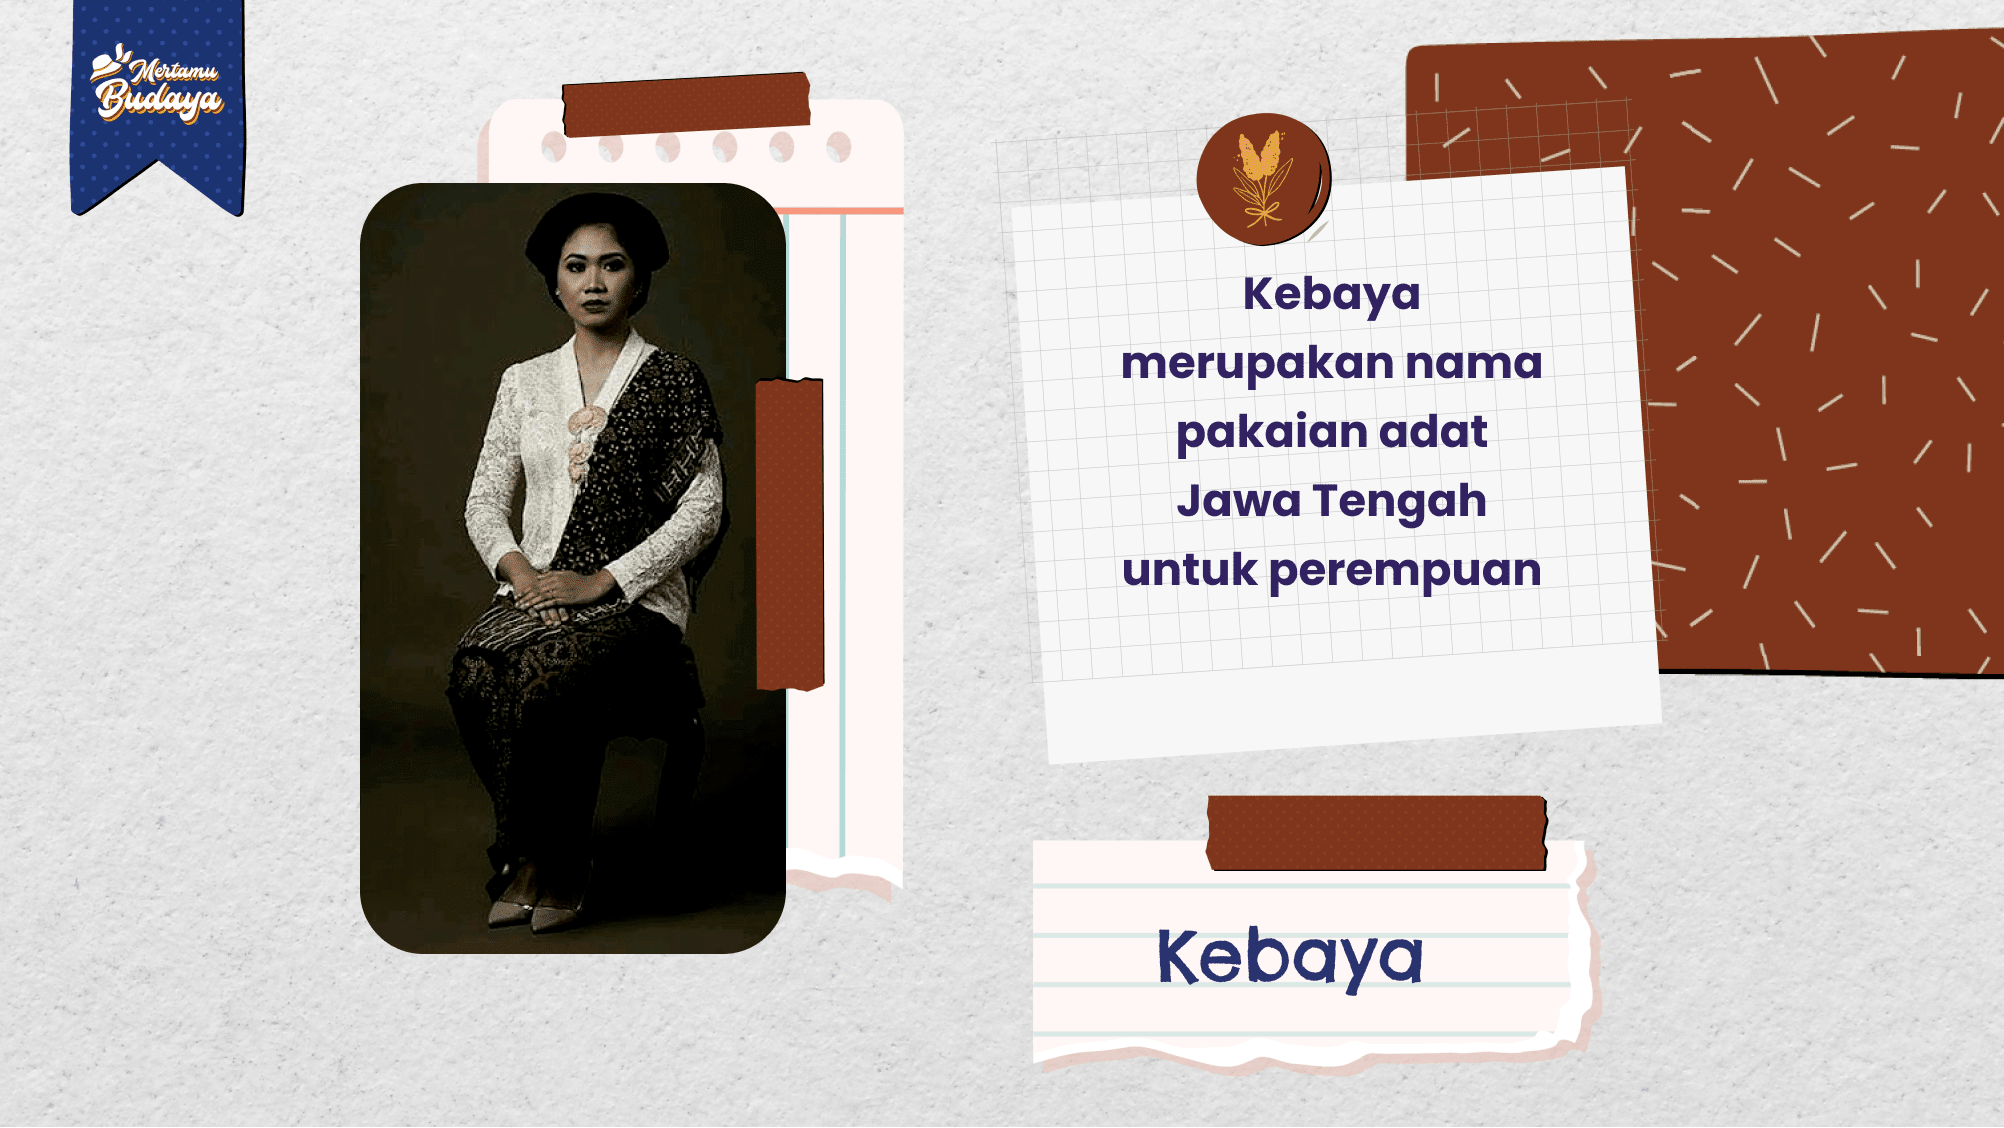 Mertamu
Budaya
Kebaya
merupakan nama
pakaian adat
Jawa Tengah
untuk perempuan
Kebaya